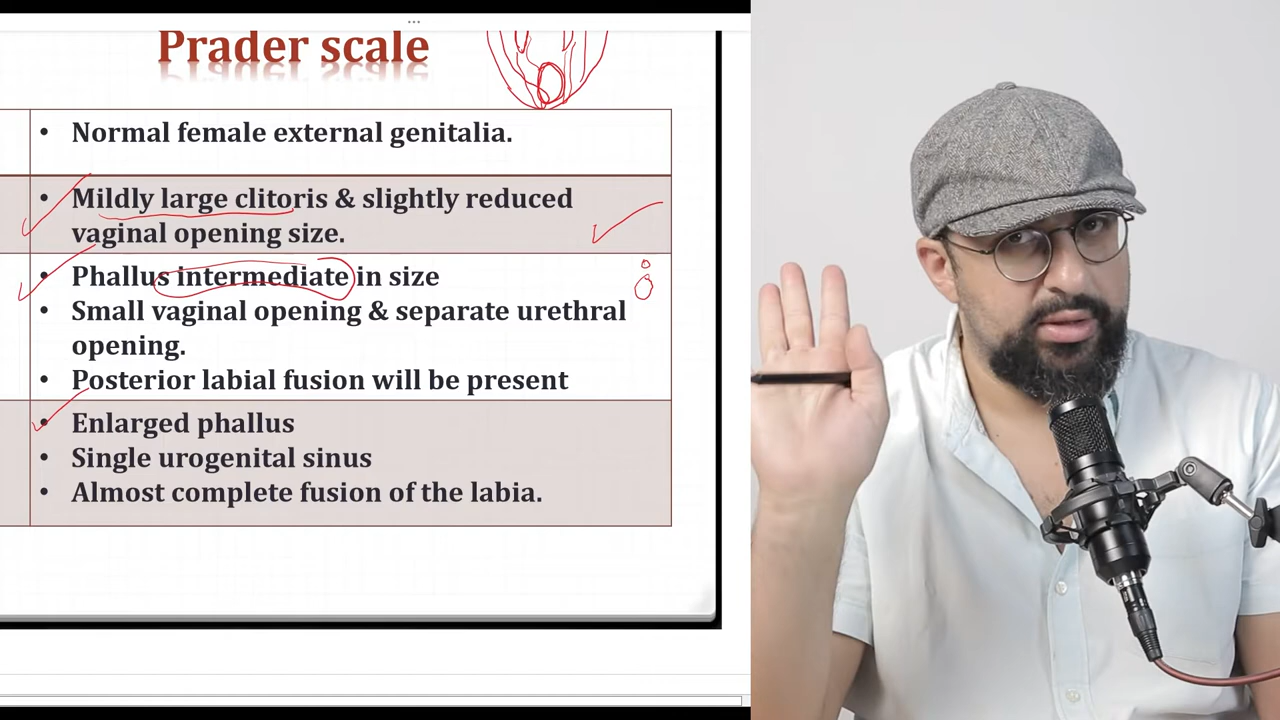 Prader scale
• Normal female external genitalia.
• Mildly large clitoris & slightly reduced
vaginal opening size.
• Phallus intermediate in size
• Small vaginal opening & separate urethral
opening.
• Posterior labial fusion will be present
• Enlarged phallus
• Single urogenital sinus
• Almost complete fusion of the labia.